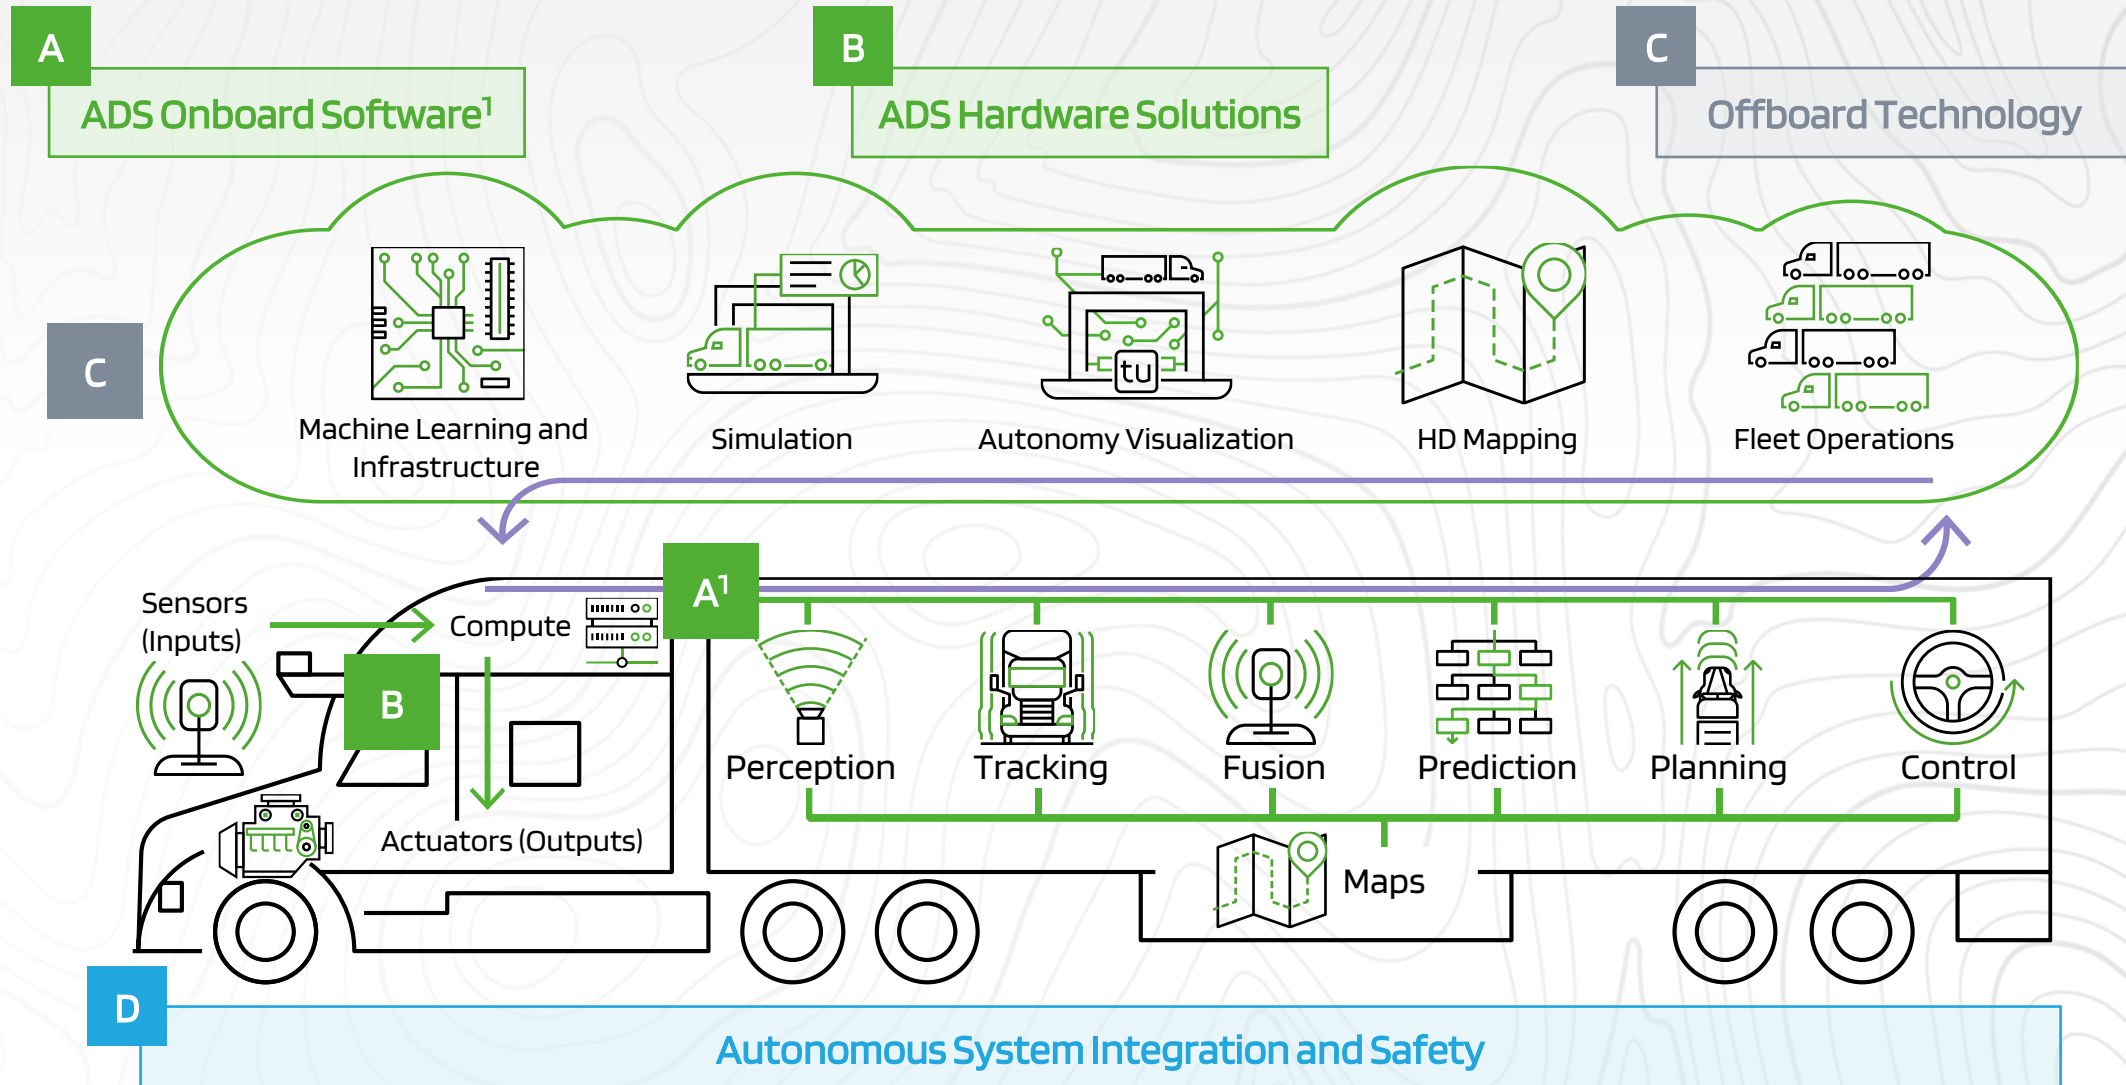 A
ADS Onboard Software¹
B
ADS Hardware Solutions
C
Offboard Technology
C
tu
Machine Learning and
Infrastructure
Simulation
Autonomy Visualization
HD Mapping
Fleet Operations
Sensors
(Inputs)
Compute
A¹
B
Actuators (Outputs)
Perception
Tracking
Fusion
Prediction
Planning
Control
Maps
D
Autonomous System Integration and Safety